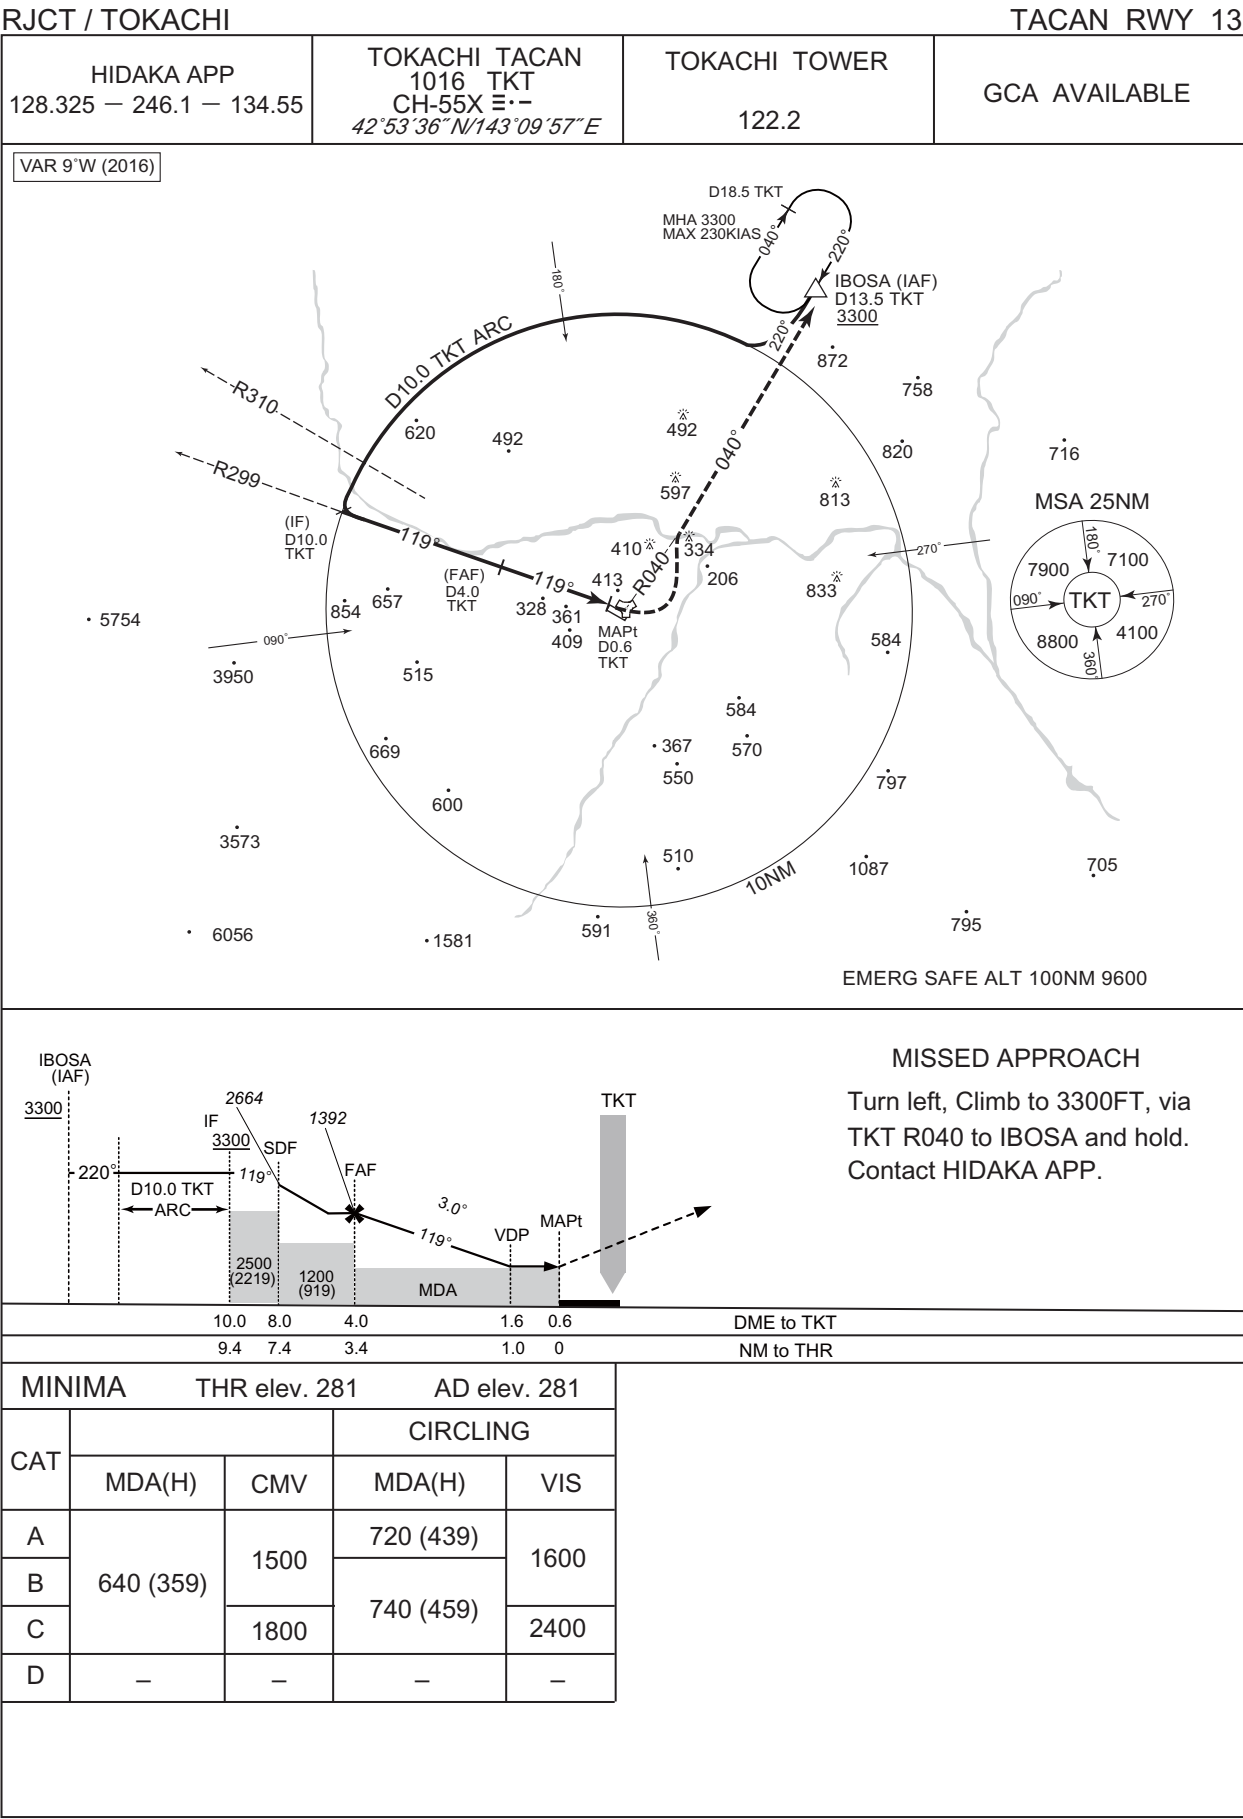 RJCT / TOKACHI
TACAN RWY 13
HIDAKA APP
128.325 — 246.1 — 134.55
TOKACHI TACAN
1016 TKT
CH-55X
42°53′36″N/143°09′57″E
TOKACHI TOWER
122.2
GCA AVAILABLE
VAR 9°W (2016)
D18.5 TKT
MHA 3300
MAX 230KIAS
040°
220°
IBOSA (IAF)
D13.5 TKT
3300
220°
180°
D10.0 TKT ARC
872
758
R310
620
492
492
040°
820
716
R299
597
813
MSA 25NM
(IF)
D10.0
TKT
119°
410
334
270°
180°
7900
7100
(FAF)
D4.0
TKT
119°
413
R040
206
833
090°
TKT
270°
5754
854
657
328
361
409
MAPt
D0.6
TKT
584
8800
4100
360°
090°
3950
515
584
669
367
570
550
797
600
3573
510
10NM
1087
705
6056
1581
591
360°
795
EMERG SAFE ALT 100NM 9600
IBOSA
(IAF)
3300
2664
1392
IF
3300
SDF
FAF
TKT
220°
119°
D10.0 TKT
ARC
3.0°
119°
VDP
MAPt
2500
(2219)
1200
(919)
MDA
10.0 8.0 4.0 1.6 0.6 DME to TKT
9.4 7.4 3.4 1.0 0 NM to THR
MISSED APPROACH
Turn left, Climb to 3300FT, via
TKT R040 to IBOSA and hold.
Contact HIDAKA APP.
MINIMA THR elev. 281 AD elev. 281
CAT
CIRCLING
MDA(H) CMV MDA(H) VIS
A
720 (439)
1500
1600
B
640 (359)
740 (459)
C
1800
2400
D – – – –